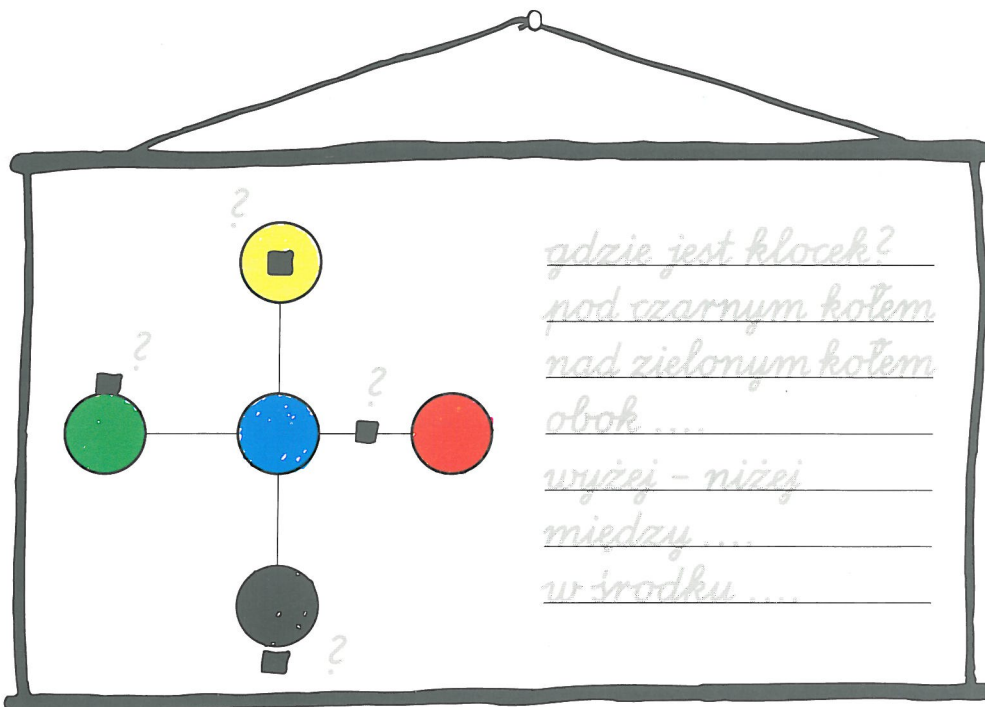 ?
?
?
?
gdzie jest klocek?
pod czarnym kołem
nad zielonym kołem
obok ....
wyżej - niżej
między ....
w środku ....